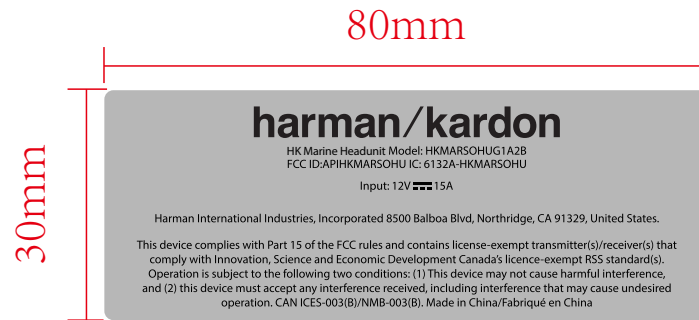 80mm
30mm
harman/kardon
HK Marine Headunit Model: HKMARSOHUG1A2B
FCC ID:APIHKMARSOHU IC: 6132A-HKMARSOHU
Input: 12V⎓15A
Harman International Industries, Incorporated 8500 Balboa Blvd, Northridge, CA 91329, United States.
This device complies with Part 15 of the FCC rules and contains license-exempt transmitter(s)/receiver(s) that
comply with Innovation, Science and Economic Development Canada's licence-exempt RSS standard(s).
Operation is subject to the following two conditions: (1) This device may not cause harmful interference,
and (2) this device must accept any interference received, including interference that may cause undesired
operation. CAN ICES-003(B)/NMB-003(B). Made in China/Fabriqué en China